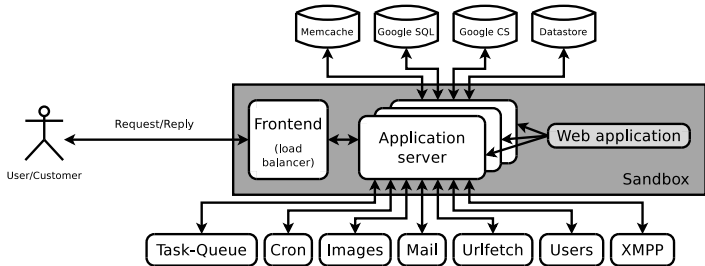 Memcache
Google SQL
Google CS
Datastore
Request/Reply
User/Customer
Frontend
(load
balancer)
Application
server
Web application
Sandbox
Task-Queue
Cron
Images
Mail
Urlfetch
Users
XMPP